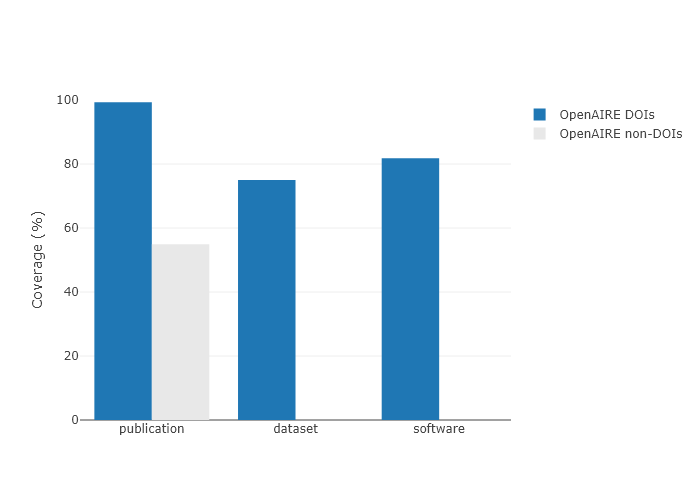 100
80
60
40
20
0
Coverage (%)
publication
dataset
software
OpenAIRE DOIs
OpenAIRE non-DOIs